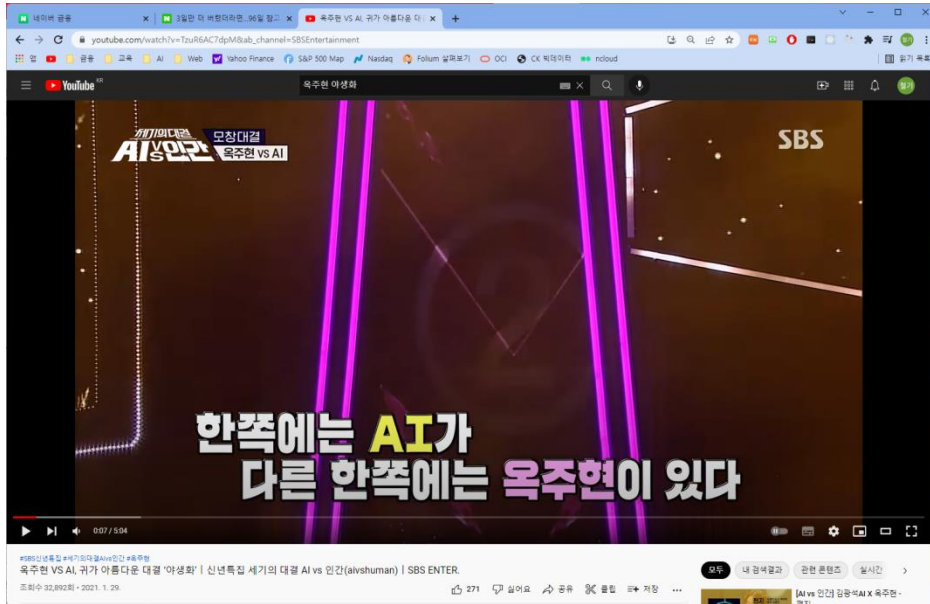 네이버 금융
3일만 더 버텼더라면..96일 참고
옥주현 VS AI, 귀가 아름다운 대
youtube.com/watch?v=TzuR6AC7dpM&ab_channel=SBSEntertainment
앱 금융 교육 AI Web Yahoo Finance S&P 500 Map Nasdaq Folium 살펴보기 OCI CK 빅데이터 ncloud 읽기 목록
YouTube KR
옥주현 야생화
철기
세기의대결
AI vs 인간
모창대결
옥주현 VS AI
SBS
2
한쪽에는 AI가
다른 한쪽에는 옥주현이 있다
0:07 / 5:04
#SBS신년특집 #세기의대결AIvs인간 #옥주현
옥주현 VS AI, 귀가 아름다운 대결 '야생화' | 신년특집 세기의 대결 AI vs 인간(aivshuman) | SBS ENTER.
조회수 32,892회 • 2021. 1. 29.
271 싫어요 공유 클립 저장 ...
모두 내 검색결과 관련 콘텐츠 실시간
[AI vs 인간] 김광석AI X 옥주현 -